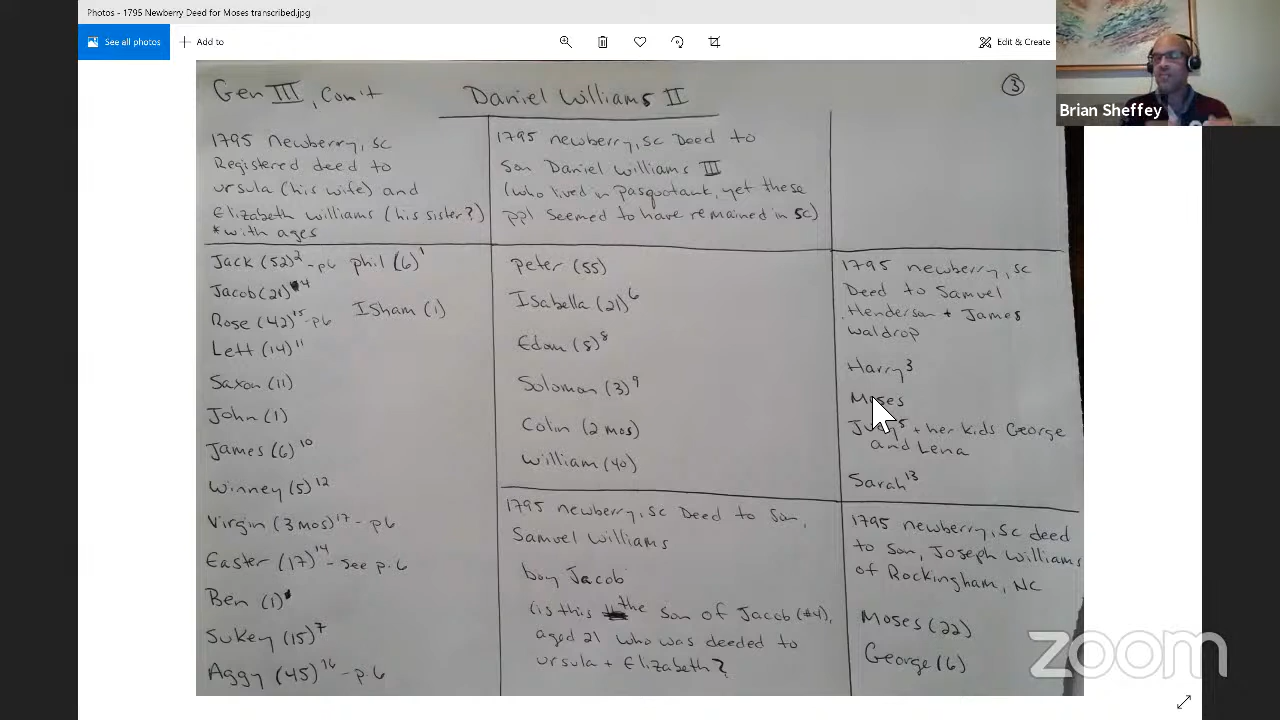 Photos - 1795 Newberry Deed for Moses transcribed.jpg
See all photos
Add to
Edit & Create
Brian Sheffey
Gen III, Con't
Daniel Williams II
3
1795 Newberry, SC
Registered deed to
ursula (his wife) and
Elizabeth Williams (his sister?)
*with ages
Jack (52)2 -p6 phil (6)1
Jacob (21) 4
Isham (1)
Rose (42)15-p6
Lett (14)11
Saxon (11)
John (1)
James (6)10
Winney (5)12
Virgin (3 mos)17 - p6
Easter (17)14 - See p.6
Ben (1)
Sukey (15)7
Aggy (45)16 -p.6
1795 newberry, SC Deed to
Son Daniel Williams III
(who lived in Pasquotank, yet these
ppl seemed to have remained in SC)
Peter (55)
Isabella (21)6
Edom (8)8
Solomon (3)9
Colin (2 mos)
William (40)
1795 newberry, SC Deed to Son,
Samuel Williams
boy Jacob
(is this the son of Jacob (#4),
aged 21 who was deeded to
ursula + Elizabeth?
1795 newberry, SC
Deed to Samuel
Henderson + James
Waldrop
Harry3
Moses
Judy5 + her kids George
and Lena
Sarah13
1795 newberry, SC deed
to Son, Joseph Williams
of Rockingham, NC
Moses (22)
George (6)
zoom